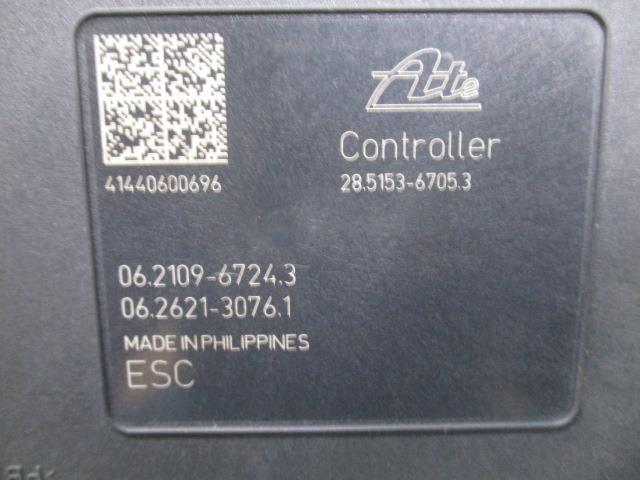 Ate
Controller
41440600696
28.5153-6705.3
06.2109-6724.3
06.2621-3076.1
MADE IN PHILIPPINES
ESC